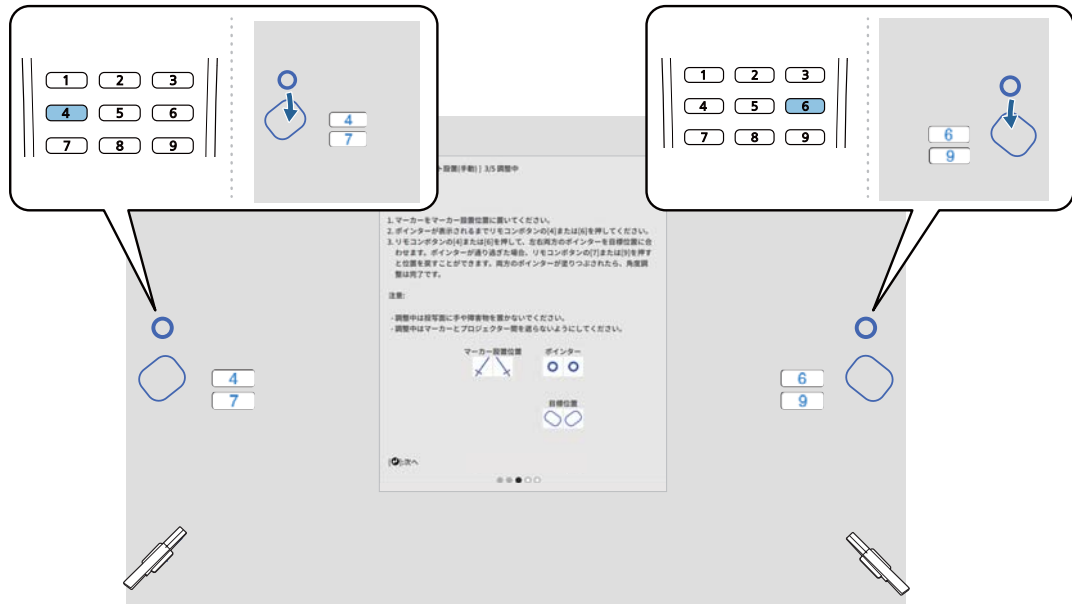 1 2 3
4 5 6
7 8 9
4
7
1 2 3
4 5 6
7 8 9
6
9
ト設置(手動) | 3/5 調整中
1. マーカーをマーカー設置位置に置いてください。
2. ポインターが表示されるまでリモコンボタンの[4]または[6]を押してください。
3. リモコンボタンの[4]または[6]を押して、左右両方のポインターを目標位置に合
わせます。ポインターが通り過ぎた場合、リモコンボタンの[7]または[9]を押す
と位置を戻すことができます。両方のポインターが塗りつぶされたら、角度調
整は完了です。
注意:
・調整中は投写面に手や障害物を置かないでください。
・調整中はマーカーとプロジェクター間を遮らないようにしてください。
マーカー設置位置 ポインター
目標位置
[⏎]:次へ
4
7
6
9